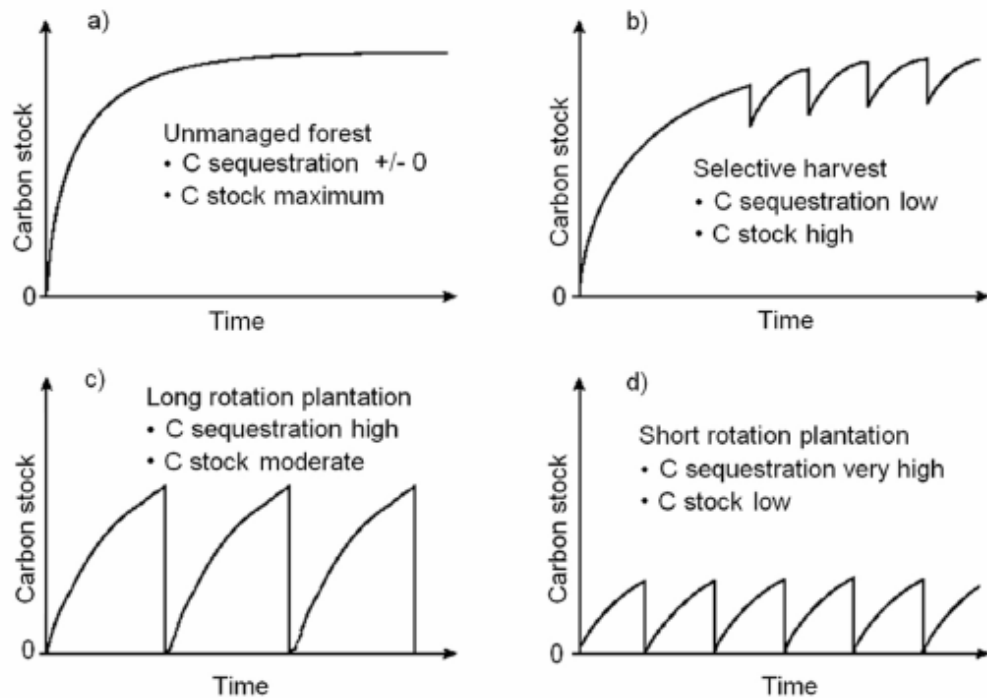 a)
Carbon stock
Unmanaged forest
• C sequestration +/- 0
• C stock maximum
0
Time
b)
Carbon stock
Selective harvest
• C sequestration low
• C stock high
0
Time
c)
Carbon stock
Long rotation plantation
• C sequestration high
• C stock moderate
0
Time
d)
Carbon stock
Short rotation plantation
• C sequestration very high
• C stock low
0
Time